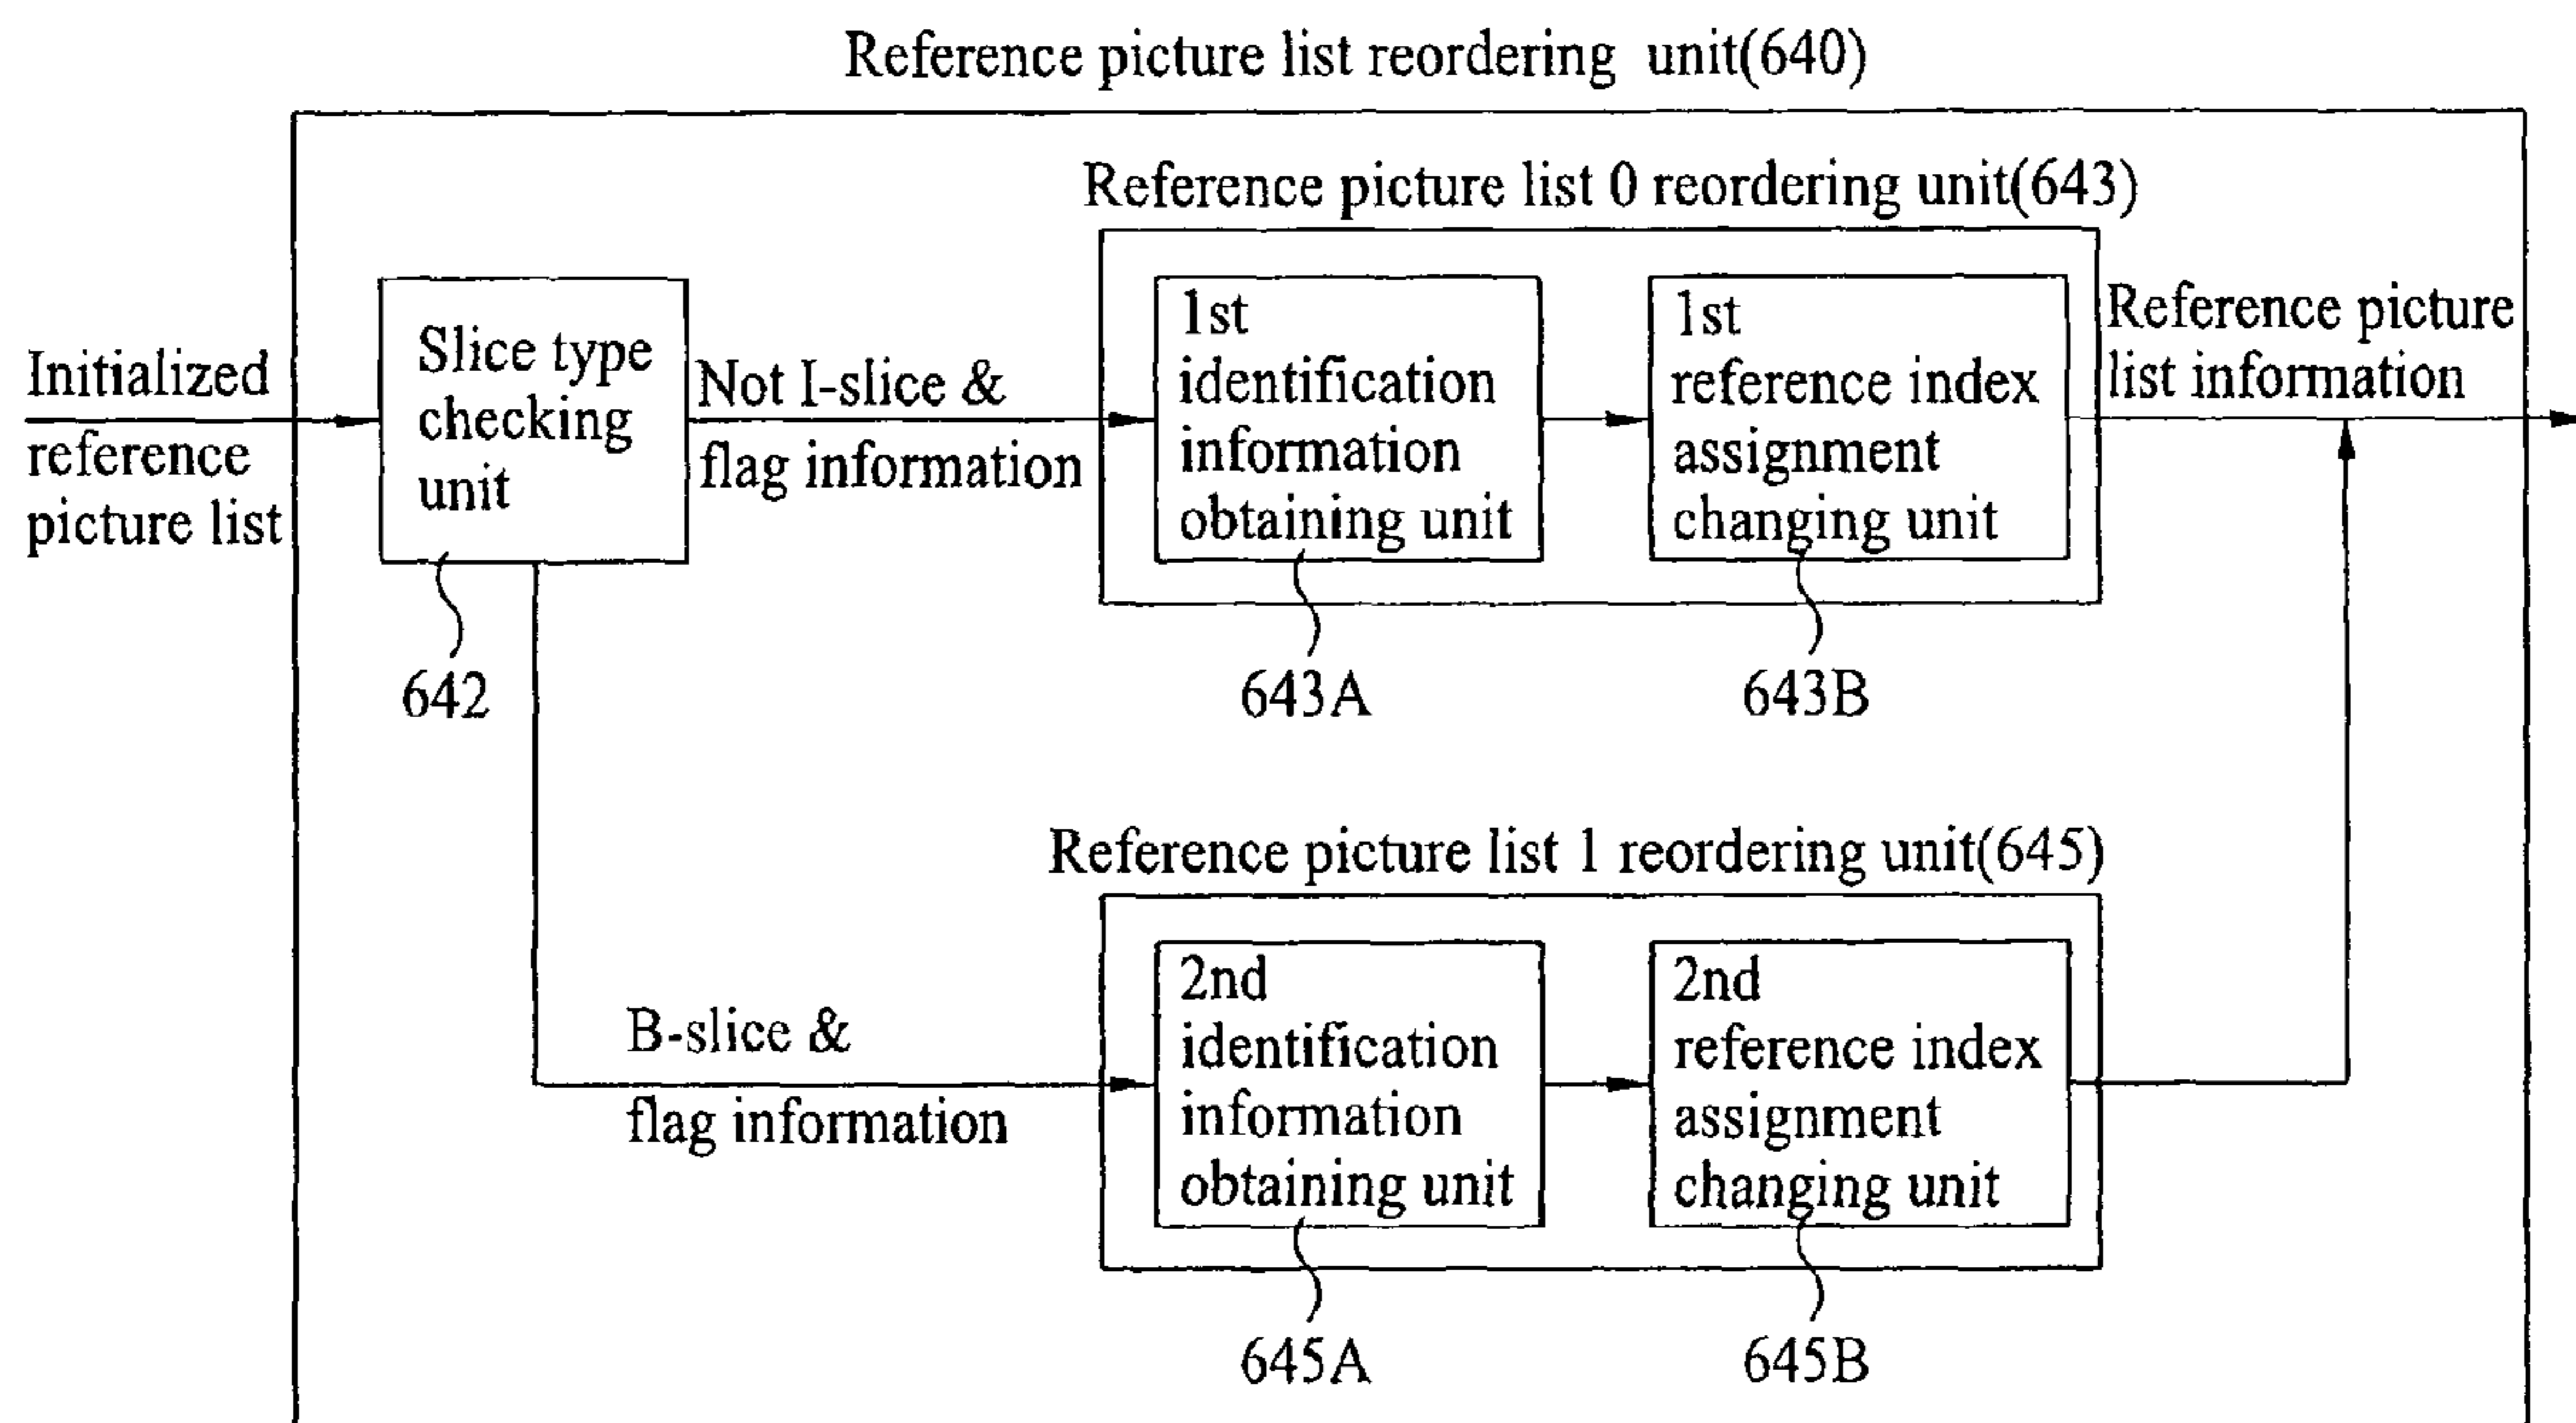 Reference picture list reordering unit(640)
Reference picture list 0 reordering unit(643)
Initialized
reference
picture list
Slice type
checking
unit
642
Not I-slice &
flag information
1st
identification
information
obtaining unit
643A
1st
reference index
assignment
changing unit
643B
Reference picture
list information
Reference picture list 1 reordering unit(645)
B-slice &
flag information
2nd
identification
information
obtaining unit
645A
2nd
reference index
assignment
changing unit
645B